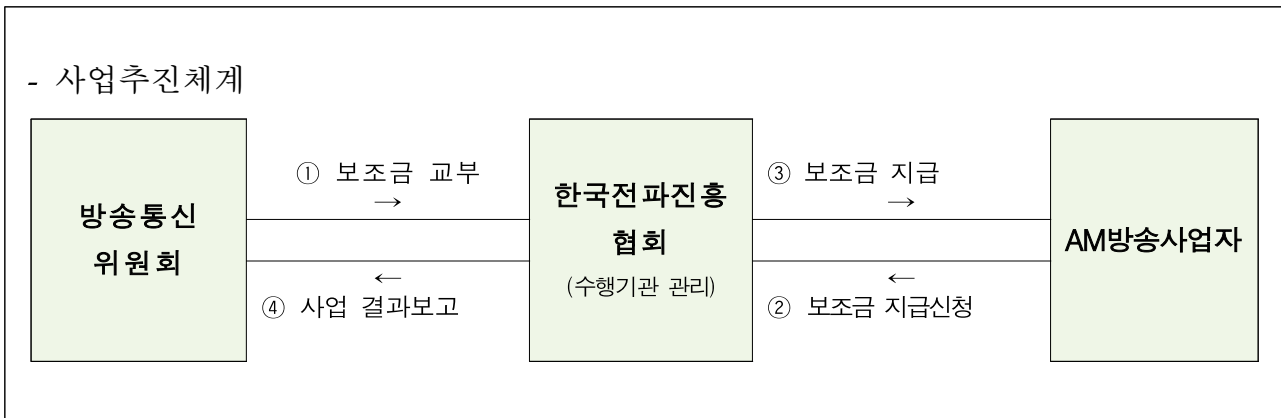 - 사업추진체계
방송통신
위원회
① 보조금 교부
→
←
④ 사업 결과보고
한국전파진흥
협회
(수행기관 관리)
③ 보조금 지급
→
←
② 보조금 지급신청
AM방송사업자